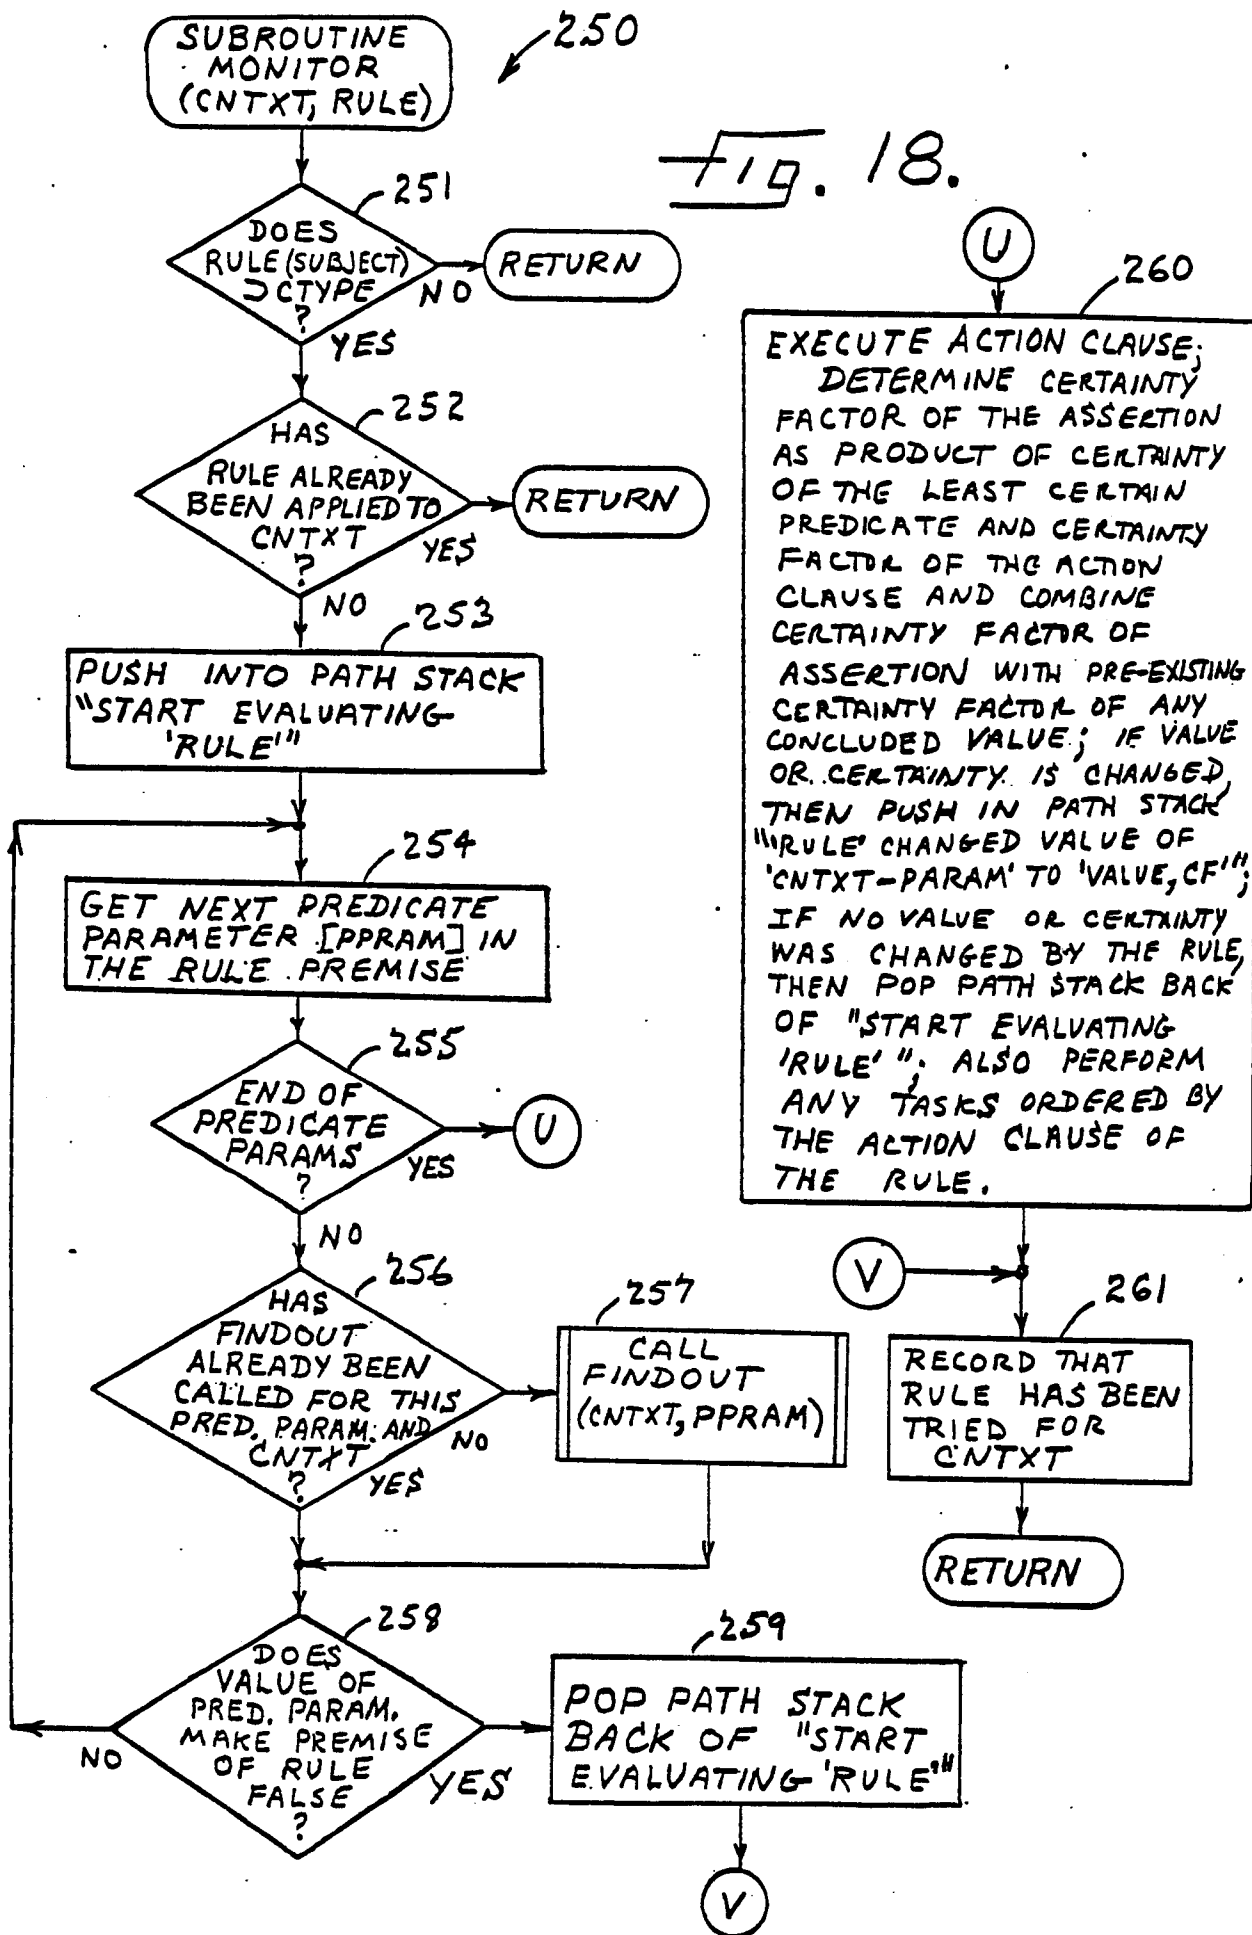 SUBROUTINE
MONITOR
(CNTXT, RULE)
250
Fig. 18.
251
DOES
RULE (SUBJECT)
⊃ CTYPE
?
NO
RETURN
YES
252
HAS
RULE ALREADY
BEEN APPLIED TO
CNTXT
?
YES
RETURN
NO
253
PUSH INTO PATH STACK
"START EVALUATING
'RULE'"
254
GET NEXT PREDICATE
PARAMETER [PPRAM] IN
THE RULE PREMISE
255
END OF
PREDICATE
PARAMS
?
YES
U
NO
256
HAS
FINDOUT
ALREADY BEEN
CALLED FOR THIS
PRED. PARAM. AND
CNTXT
?
NO
YES
257
CALL
FINDOUT
(CNTXT, PPRAM)
258
DOES
VALUE OF
PRED. PARAM.
MAKE PREMISE
OF RULE
FALSE
?
NO
YES
259
POP PATH STACK
BACK OF "START
EVALUATING 'RULE'"
V
U
260
EXECUTE ACTION CLAUSE;
DETERMINE CERTAINTY
FACTOR OF THE ASSERTION
AS PRODUCT OF CERTAINTY
OF THE LEAST CERTAIN
PREDICATE AND CERTAINTY
FACTOR OF THE ACTION
CLAUSE AND COMBINE
CERTAINTY FACTOR OF
ASSERTION WITH PRE-EXISTING
CERTAINTY FACTOR OF ANY
CONCLUDED VALUE; IF VALUE
OR CERTAINTY IS CHANGED,
THEN PUSH IN PATH STACK
"'RULE' CHANGED VALUE OF
'CNTXT-PARAM' TO 'VALUE, CF'";
IF NO VALUE OR CERTAINTY
WAS CHANGED BY THE RULE,
THEN POP PATH STACK BACK
OF "START EVALUATING
'RULE'"; ALSO PERFORM
ANY TASKS ORDERED BY
THE ACTION CLAUSE OF
THE RULE.
V
261
RECORD THAT
RULE HAS BEEN
TRIED FOR
CNTXT
RETURN